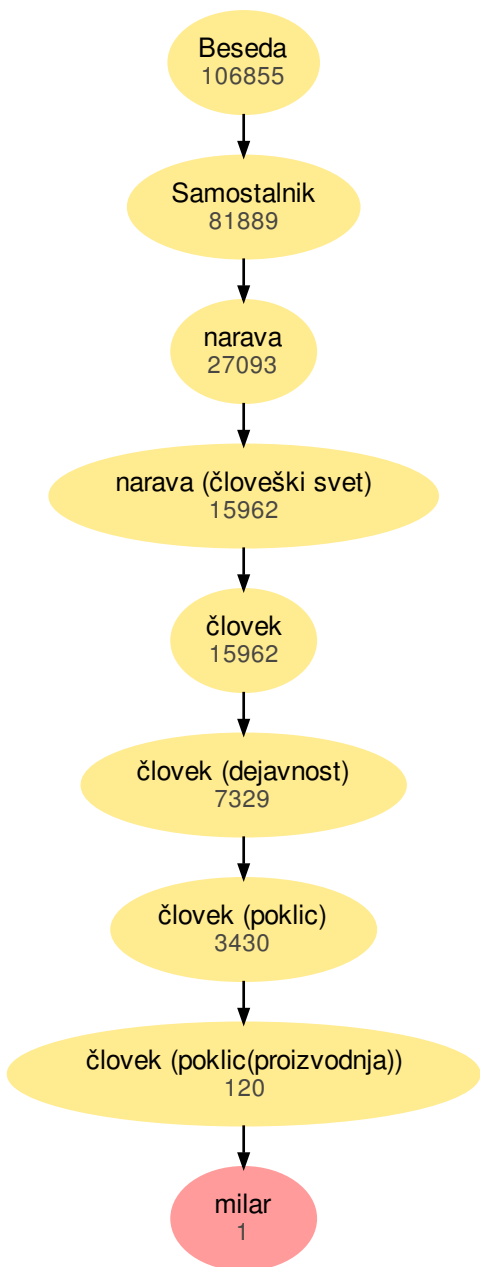 Beseda
106855
Samostalnik
81889
narava
27093
narava (človeški svet)
15962
človek
15962
človek (dejavnost)
7329
človek (poklic)
3430
človek (poklic(proizvodnja))
120
milar
1